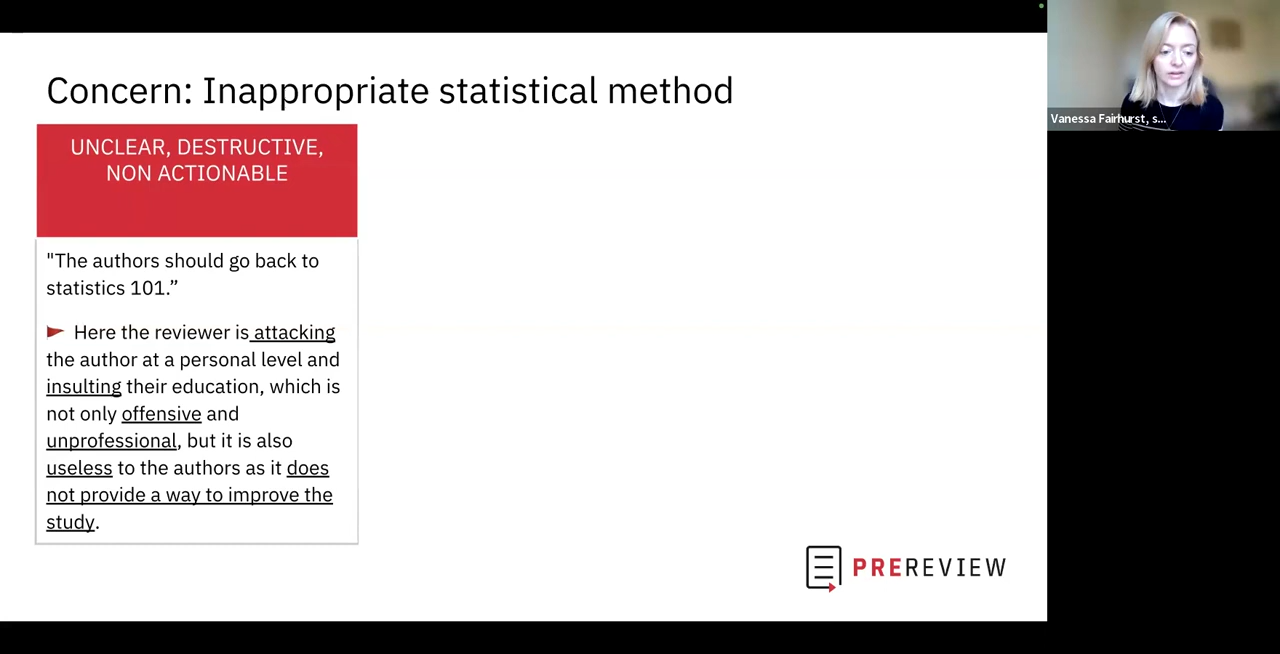 Concern: Inappropriate statistical method
UNCLEAR, DESTRUCTIVE,
NON ACTIONABLE
"The authors should go back to
statistics 101.”
Here the reviewer is attacking
the author at a personal level and
insulting their education, which is
not only offensive and
unprofessional, but it is also
useless to the authors as it does
not provide a way to improve the
study.
PREREVIEW
Vanessa Fairhurst, s...